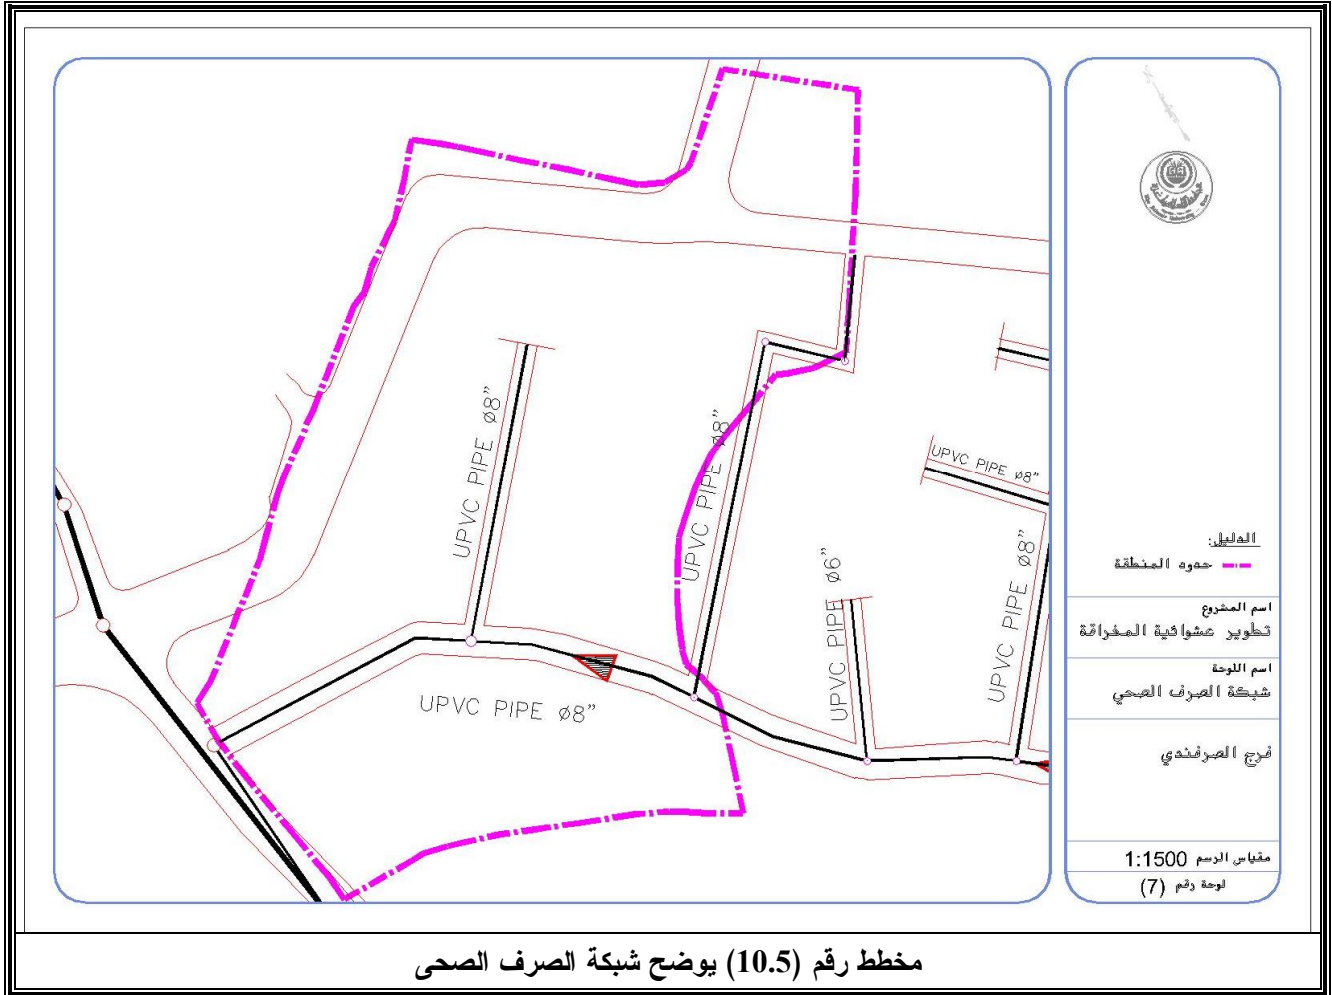 UPVC PIPE ø8"
UPVC PIPE ø8"
UPVC PIPE ø8"
UPVC PIPE ø6"
UPVC PIPE ø8"
UPVC PIPE ø8"
الدليل:
حدود المنطقة
اسم المشروع
تطوير عشوائية المغراقة
اسم اللوحة
شبكة الصرف الصحي
فرج الصرفندي
مقياس الرسم 1:1500
لوحة رقم (7)
مخطط رقم (10.5) يوضح شبكة الصرف الصحى